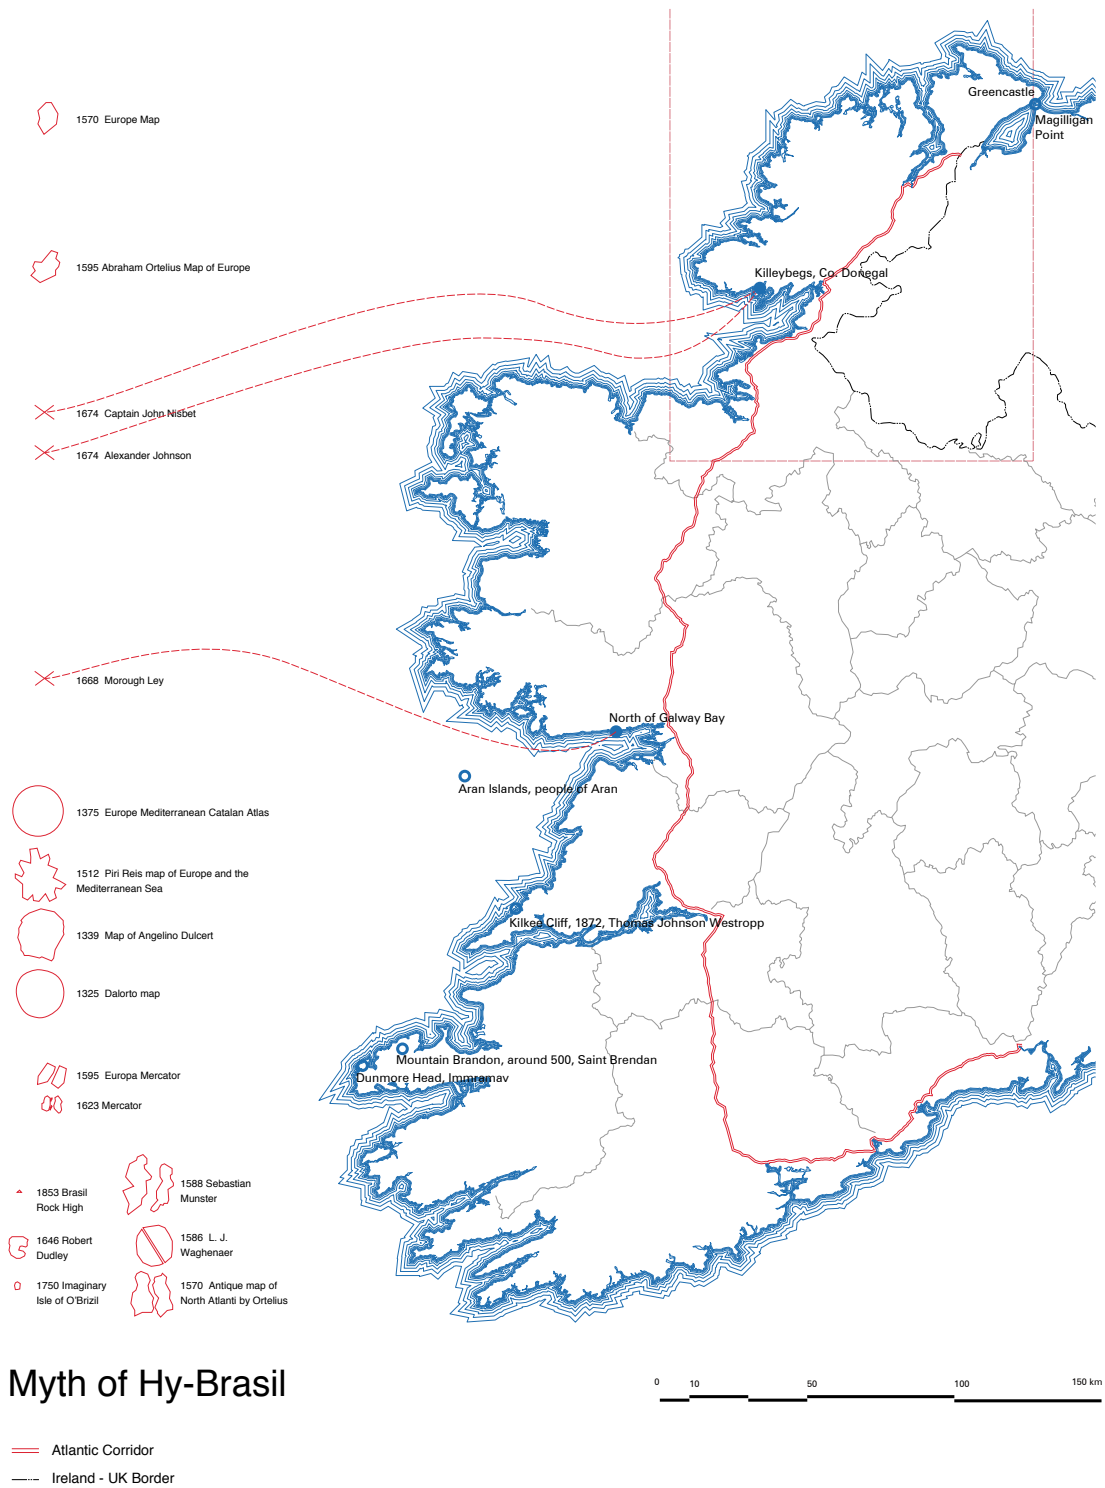 Greencastle
Magilligan
Point
1570 Europe Map
1595 Abraham Ortelius Map of Europe
Killeybegs, Co. Donegal
1674 Captain John Nisbet
1674 Alexander Johnson
1668 Morough Ley
North of Galway Bay
Aran Islands, people of Aran
1375 Europe Mediterranean Catalan Atlas
1512 Piri Reis map of Europe and the
Mediterranean Sea
1339 Map of Angelino Dulcert
1325 Dalorto map
Kilkee Cliff, 1872, Thomas Johnson Westropp
Mountain Brandon, around 500, Saint Brendan
Dunmore Head, Immramav
1595 Europa Mercator
1623 Mercator
1853 Brasil
Rock High
1588 Sebastian
Munster
1646 Robert
Dudley
1586 L. J.
Waghenaer
1750 Imaginary
Isle of O'Brizil
1570 Antique map of
North Atlanti by Ortelius
Myth of Hy-Brasil
0 10 50 100 150 km
Atlantic Corridor
Ireland - UK Border